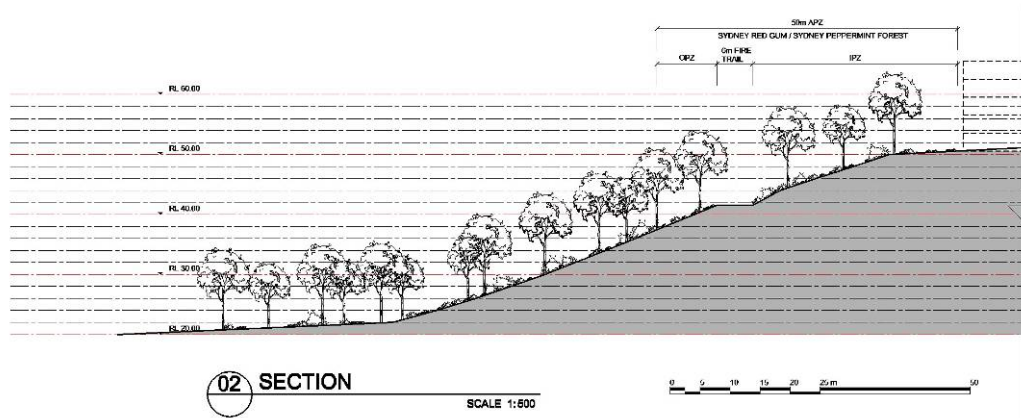 50m APZ
SYDNEY RED GUM / SYDNEY PEPPERMINT FOREST
OPZ
6m FIRE
TRAIL
IPZ
RL 60.00
RL 50.00
RL 40.00
RL 30.00
RL 20.00
02 SECTION
SCALE 1:500
0 5 10 15 20 25 m 50